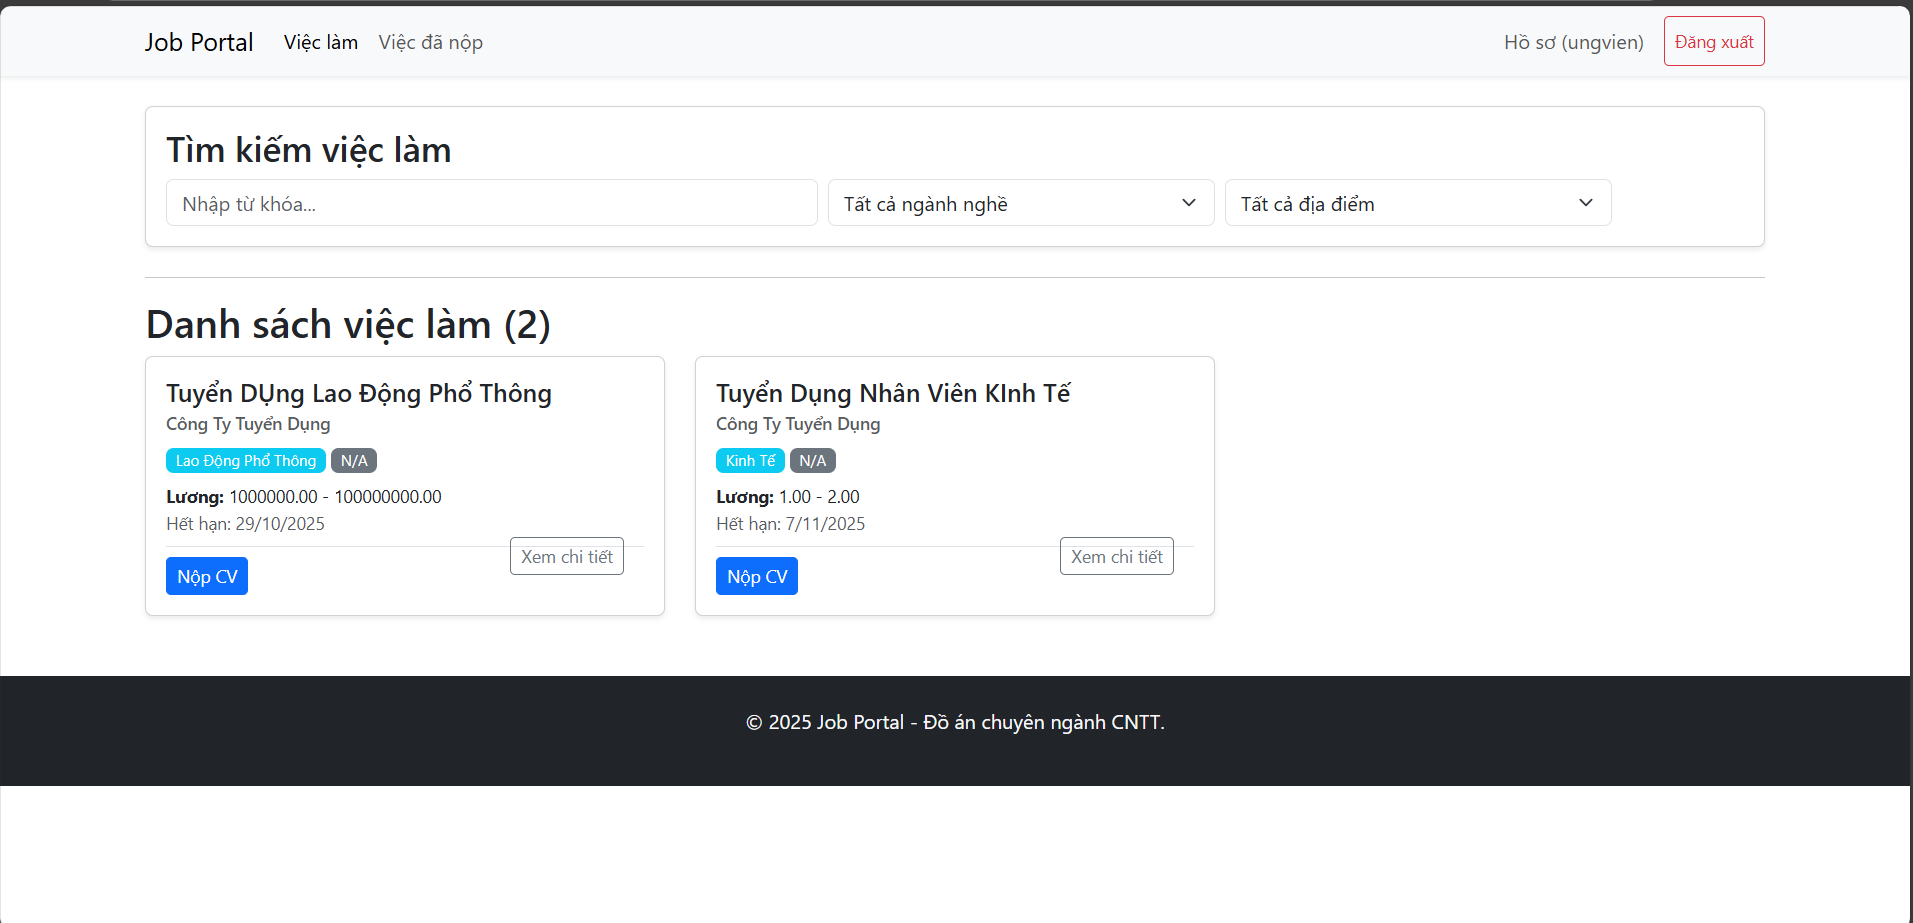 Job Portal Việc làm Việc đã nộp Hồ sơ (ungvien) Đăng xuất
Tìm kiếm việc làm
Nhập từ khóa... Tất cả ngành nghề Tất cả địa điểm
Danh sách việc làm (2)
Tuyển DỤng Lao Động Phổ Thông
Công Ty Tuyển Dụng
Lao Động Phổ Thông N/A
Lương: 1000000.00 - 100000000.00
Hết hạn: 29/10/2025
Xem chi tiết
Nộp CV
Tuyển Dụng Nhân Viên KInh Tế
Công Ty Tuyển Dụng
Kinh Tế N/A
Lương: 1.00 - 2.00
Hết hạn: 7/11/2025
Xem chi tiết
Nộp CV
© 2025 Job Portal - Đồ án chuyên ngành CNTT.